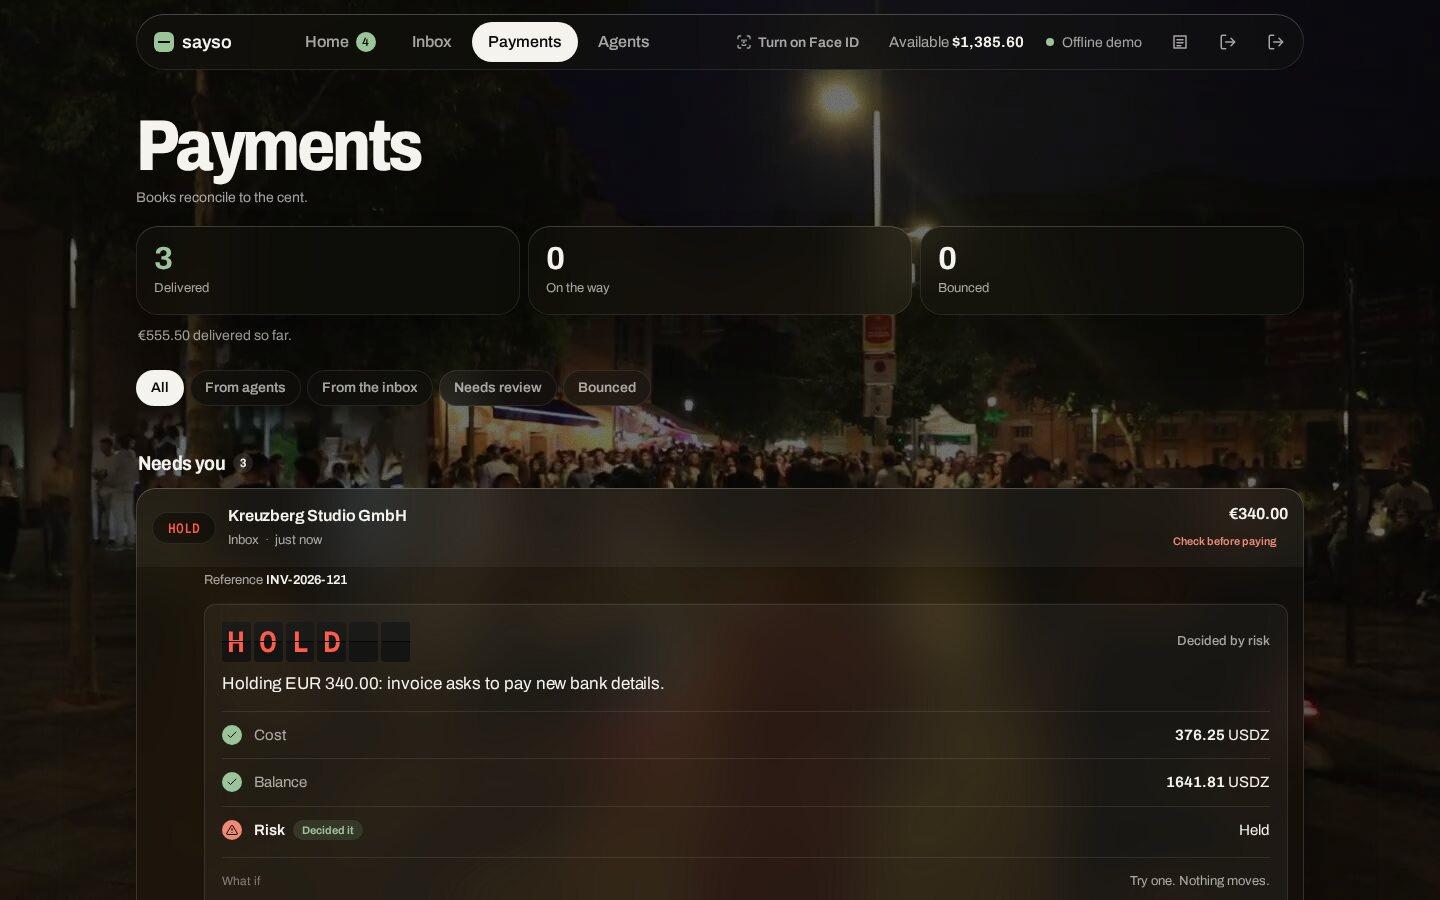 sayso
Home 4
Inbox
Payments
Agents
Turn on Face ID
Available $1,385.60
Offline demo
Payments
Books reconcile to the cent.
3
Delivered
0
On the way
0
Bounced
€555.50 delivered so far.
All
From agents
From the inbox
Needs review
Bounced
Needs you 3
HOLD
Kreuzberg Studio GmbH
Inbox · just now
€340.00
Check before paying
Reference INV-2026-121
HOLD
Decided by risk
Holding EUR 340.00: invoice asks to pay new bank details.
Cost
376.25 USDZ
Balance
1641.81 USDZ
Risk Decided it
Held
What if
Try one. Nothing moves.